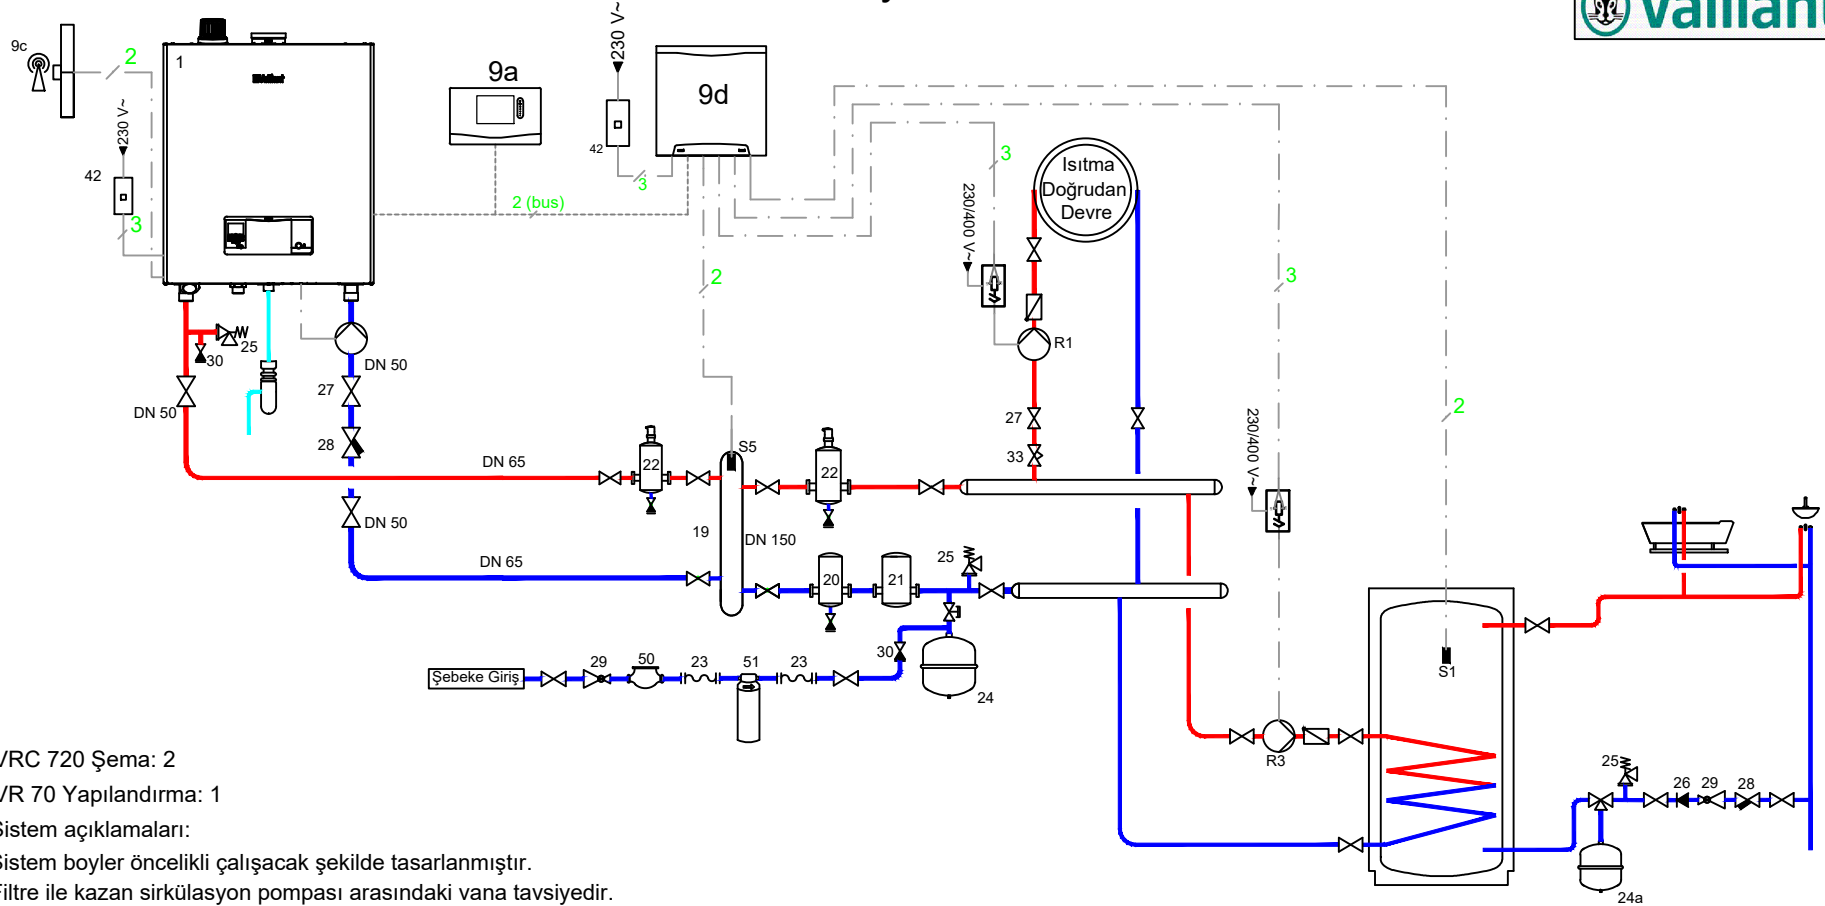 Vaillant
9c
2
1
230 V~
42
3
9a
230 V~
42
3
9d
2 (bus)
2
3
Isıtma
Doğrudan
Devre
230/400 V~
R1
3
2
230/400 V~
25
30
DN 50
DN 50
27
28
DN 65
22
S5
22
27
33
DN 50
19
DN 150
DN 65
20
21
25
Şebeke Giriş
29
50
23
51
23
30
24
S1
R3
25
26
29
28
24a
VRC 720 Şema: 2
VR 70 Yapılandırma: 1
Sistem açıklamaları:
Sistem boyler öncelikli çalışacak şekilde tasarlanmıştır.
Filtre ile kazan sirkülasyon pompası arasındaki vana tavsiyedir.